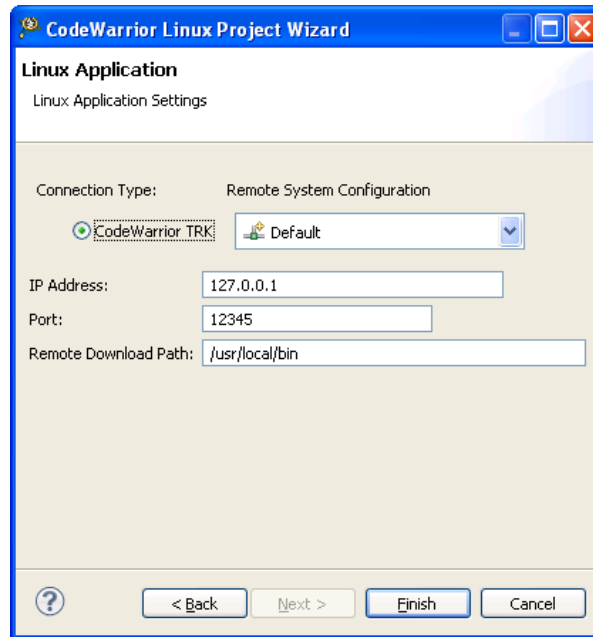 CodeWarrior Linux Project Wizard
Linux Application
Linux Application Settings
Connection Type: Remote System Configuration
CodeWarrior TRK Default
IP Address: 127.0.0.1
Port: 12345
Remote Download Path: /usr/local/bin
? < Back Next > Finish Cancel